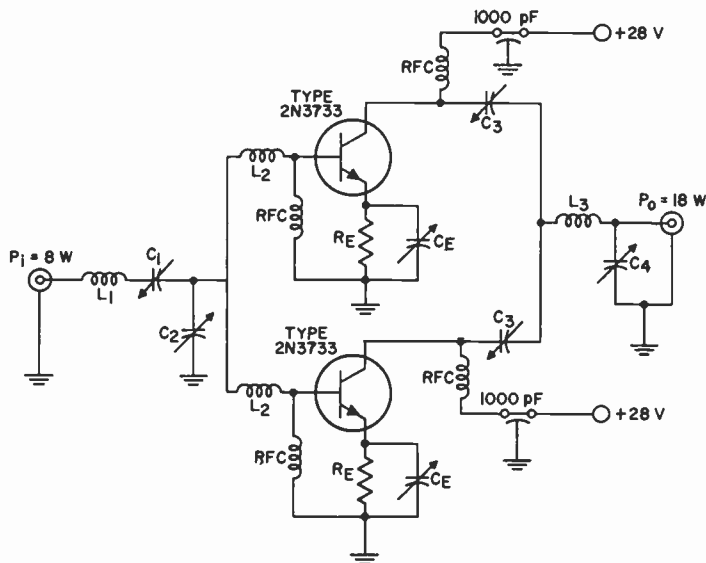 1000 pF
+28 V
RFC
TYPE
2N3733
C3
L2
RFC
RE
CE
L3
Po = 18 W
C4
Pi = 8 W
C1
L1
C2
TYPE
2N3733
C3
RFC
1000 pF
+28 V
L2
RFC
RE
CE